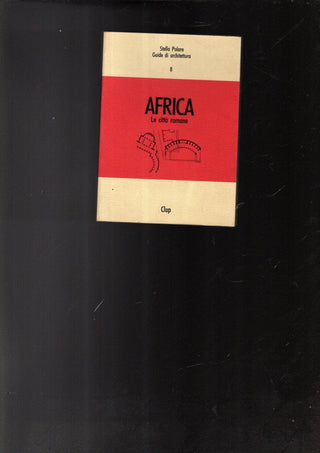 Stella Polare
Guide di architettura
8
AFRICA
Le città romane
Clup